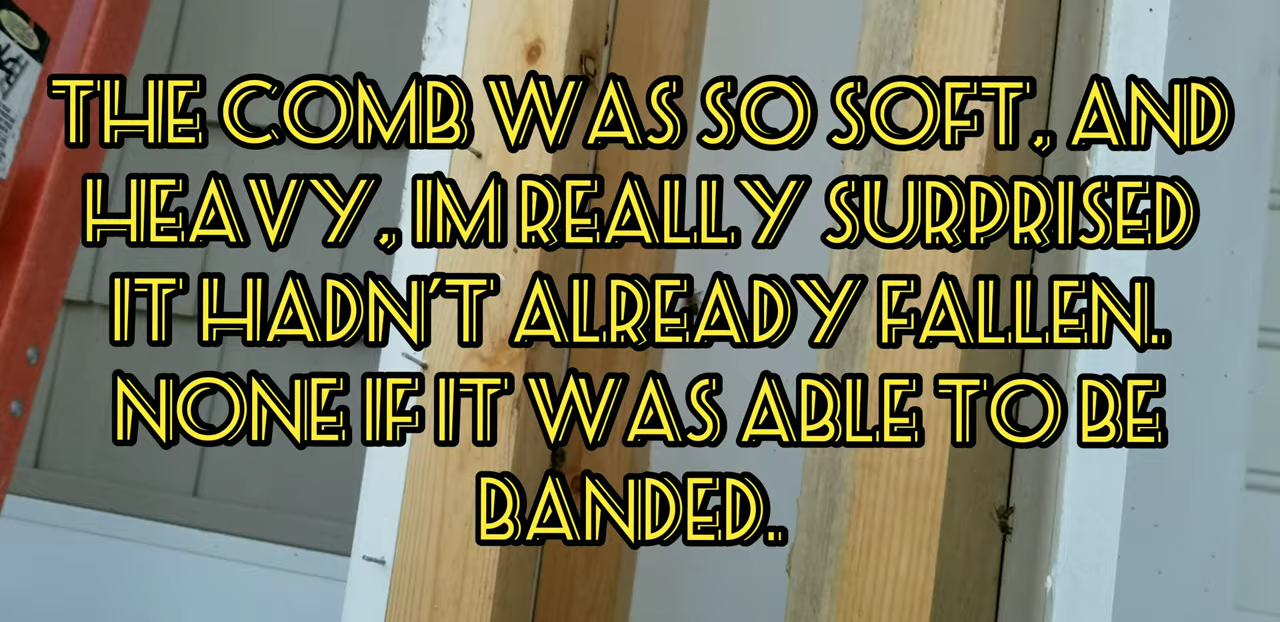 THE COMB WAS SO SOFT, AND
HEAVY, IM REALLY SURPRISED
IT HADN'T ALREADY FALLEN.
NONE IF IT WAS ABLE TO BE
BANDED..